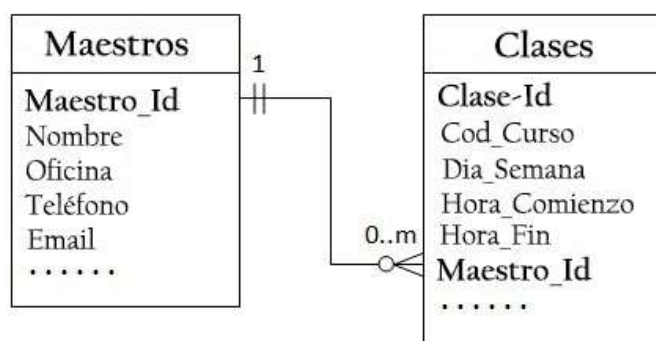 Maestros
Maestro_Id
Nombre
Oficina
Teléfono
Email
. . . . . .
1
0..m
Clases
Clase-Id
Cod_Curso
Dia_Semana
Hora_Comienzo
Hora_Fin
Maestro_Id
. . . . . .